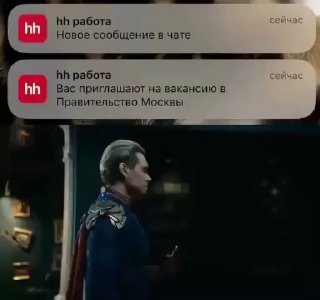 hh работа
сейчас
Новое сообщение в чате
hh работа
сейчас
Вас приглашают на вакансию в
Правительство Москвы
hh
hh